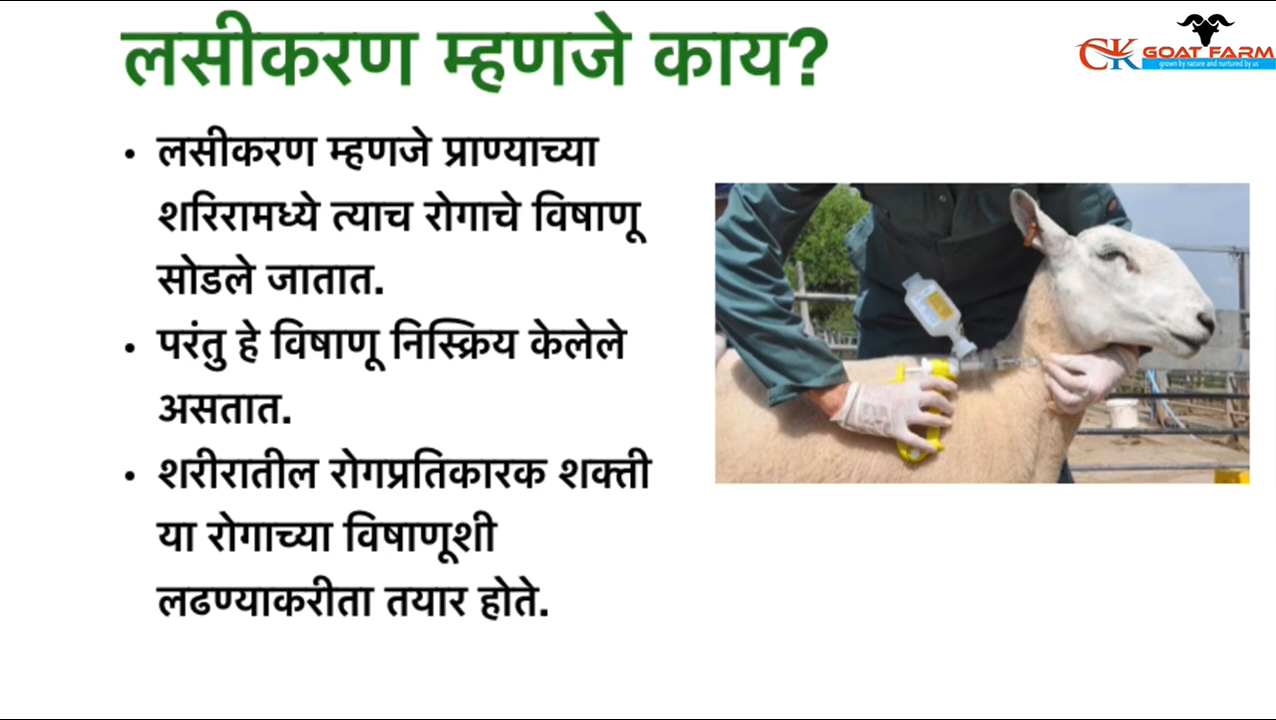 लसीकरण म्हणजे काय?
CK GOAT FARM
grown by nature and nurtured by us
• लसीकरण म्हणजे प्राण्याच्या
शरिरामध्ये त्याच रोगाचे विषाणू
सोडले जातात.
• परंतु हे विषाणू निस्क्रिय केलेले
असतात.
• शरीरातील रोगप्रतिकारक शक्ती
या रोगाच्या विषाणूशी
लढण्याकरीता तयार होते.